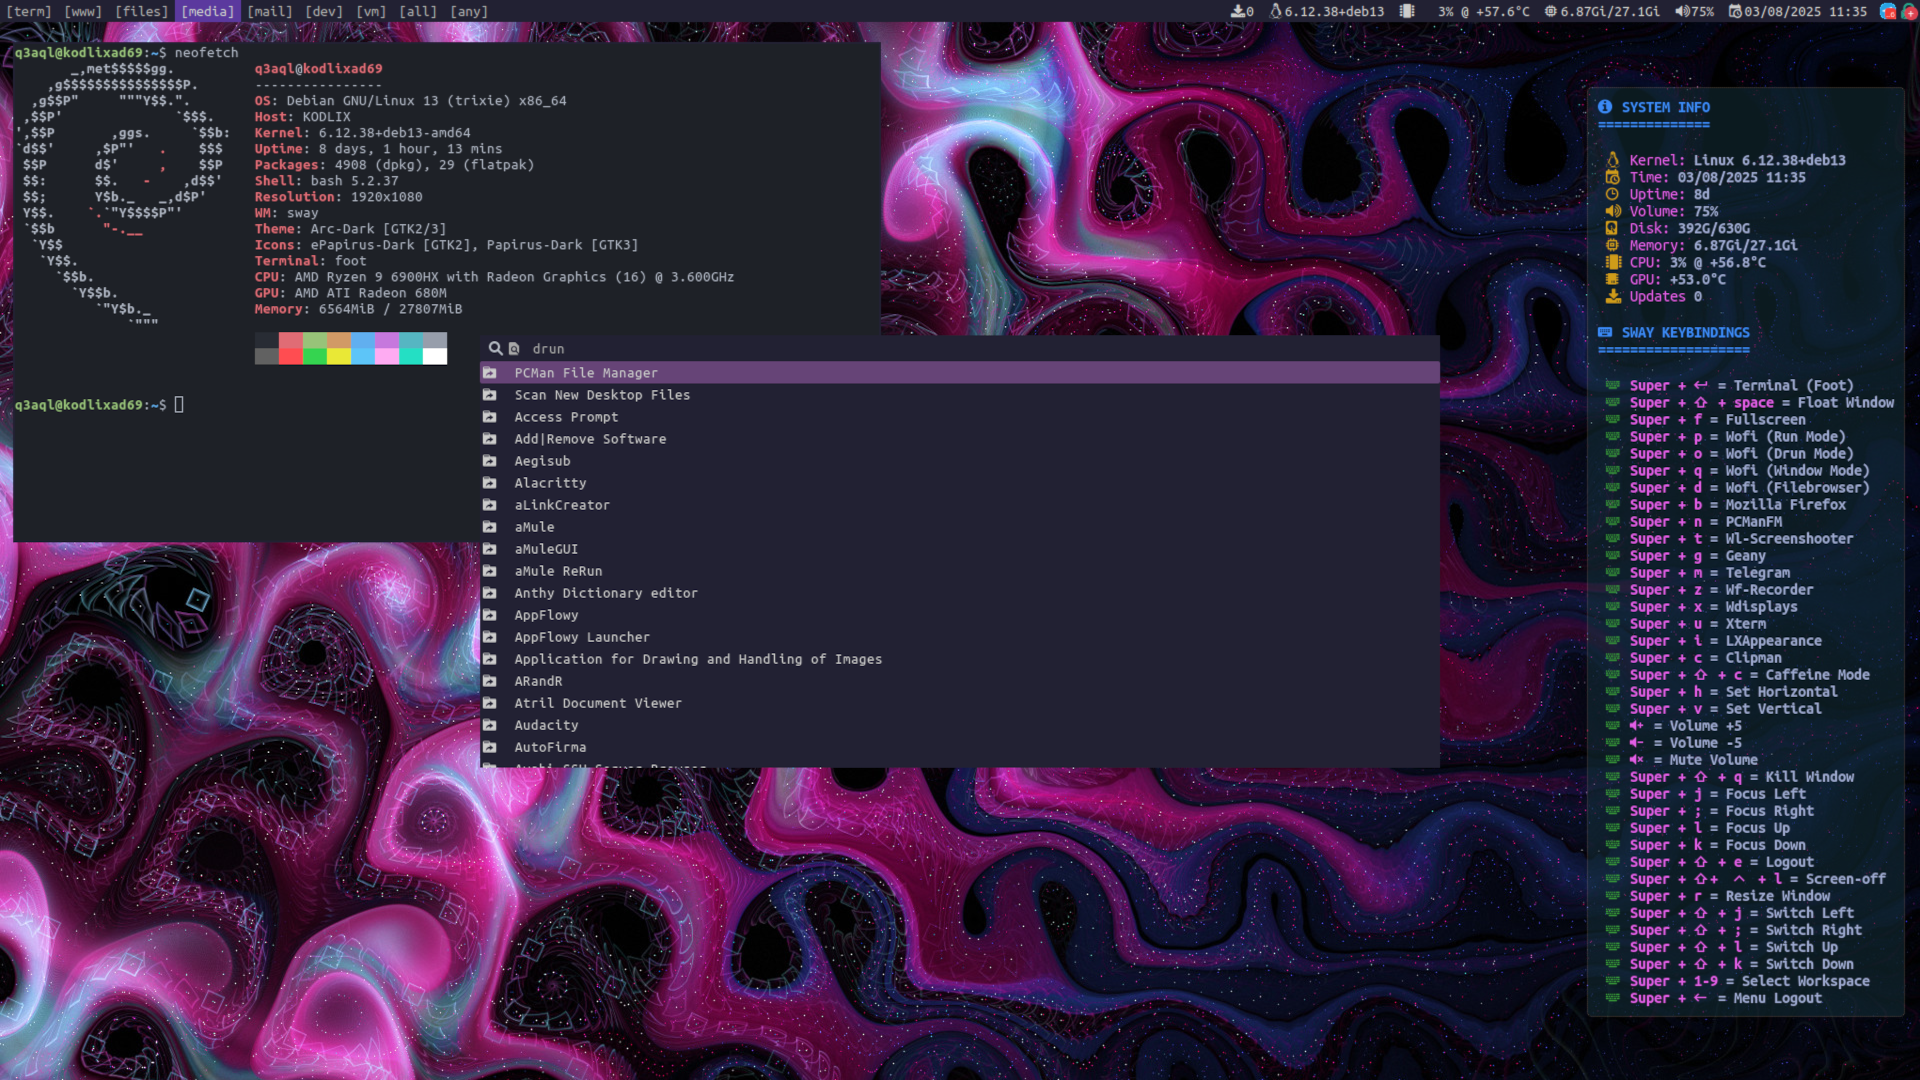 [term] [www] [files] [media] [mail] [dev] [vm] [all] [any]
0 6.12.38+deb13 3% @ +57.6°C 6.87Gi/27.1Gi 75% 03/08/2025 11:35
q3aql@kodlixad69:~$ neofetch
_,met$$$$$gg.
,g$$$$$$$$$$$$$$$P.
,g$$P"     """Y$$.".
,$$P'              `$$$.
',$$P       ,ggs.     `$$b:
`d$$'     ,$P"'   .    $$$
$$P      d$'     ,    $$P
$$:      $$.   -    ,d$$'
$$;      Y$b._   _,d$P'
Y$$.    `.`"Y$$$$P"'
`$$b      "-.__
`Y$$
`Y$$.
`$$b.
`Y$$b.
`"Y$b._
`"""
q3aql@kodlixad69
----------------
OS: Debian GNU/Linux 13 (trixie) x86_64
Host: KODLIX
Kernel: 6.12.38+deb13-amd64
Uptime: 8 days, 1 hour, 13 mins
Packages: 4908 (dpkg), 29 (flatpak)
Shell: bash 5.2.37
Resolution: 1920x1080
WM: sway
Theme: Arc-Dark [GTK2/3]
Icons: ePapirus-Dark [GTK2], Papirus-Dark [GTK3]
Terminal: foot
CPU: AMD Ryzen 9 6900HX with Radeon Graphics (16) @ 3.600GHz
GPU: AMD ATI Radeon 680M
Memory: 6564MiB / 27807MiB
q3aql@kodlixad69:~$
drun
PCMan File Manager
Scan New Desktop Files
Access Prompt
Add|Remove Software
Aegisub
Alacritty
aLinkCreator
aMule
aMuleGUI
aMule ReRun
Anthy Dictionary editor
AppFlowy
AppFlowy Launcher
Application for Drawing and Handling of Images
ARandR
Atril Document Viewer
Audacity
AutoFirma
SYSTEM INFO
==============
Kernel: Linux 6.12.38+deb13
Time: 03/08/2025 11:35
Uptime: 8d
Volume: 75%
Disk: 392G/630G
Memory: 6.87Gi/27.1Gi
CPU: 3% @ +56.8°C
GPU: +53.0°C
Updates 0
SWAY KEYBINDINGS
===================
Super + ↵ = Terminal (Foot)
Super + ⇧ + space = Float Window
Super + f = Fullscreen
Super + p = Wofi (Run Mode)
Super + o = Wofi (Drun Mode)
Super + q = Wofi (Window Mode)
Super + d = Wofi (Filebrowser)
Super + b = Mozilla Firefox
Super + n = PCManFM
Super + t = Wl-Screenshooter
Super + g = Geany
Super + m = Telegram
Super + z = Wf-Recorder
Super + x = Wdisplays
Super + u = Xterm
Super + i = LXAppearance
Super + c = Clipman
Super + ⇧ + c = Caffeine Mode
Super + h = Set Horizontal
Super + v = Set Vertical
= Volume +5
= Volume -5
= Mute Volume
Super + ⇧ + q = Kill Window
Super + j = Focus Left
Super + ; = Focus Right
Super + l = Focus Up
Super + k = Focus Down
Super + ⇧ + e = Logout
Super + ⇧+ ^ + l = Screen-off
Super + r = Resize Window
Super + ⇧ + j = Switch Left
Super + ⇧ + ; = Switch Right
Super + ⇧ + l = Switch Up
Super + ⇧ + k = Switch Down
Super + 1-9 = Select Workspace
Super + ← = Menu Logout